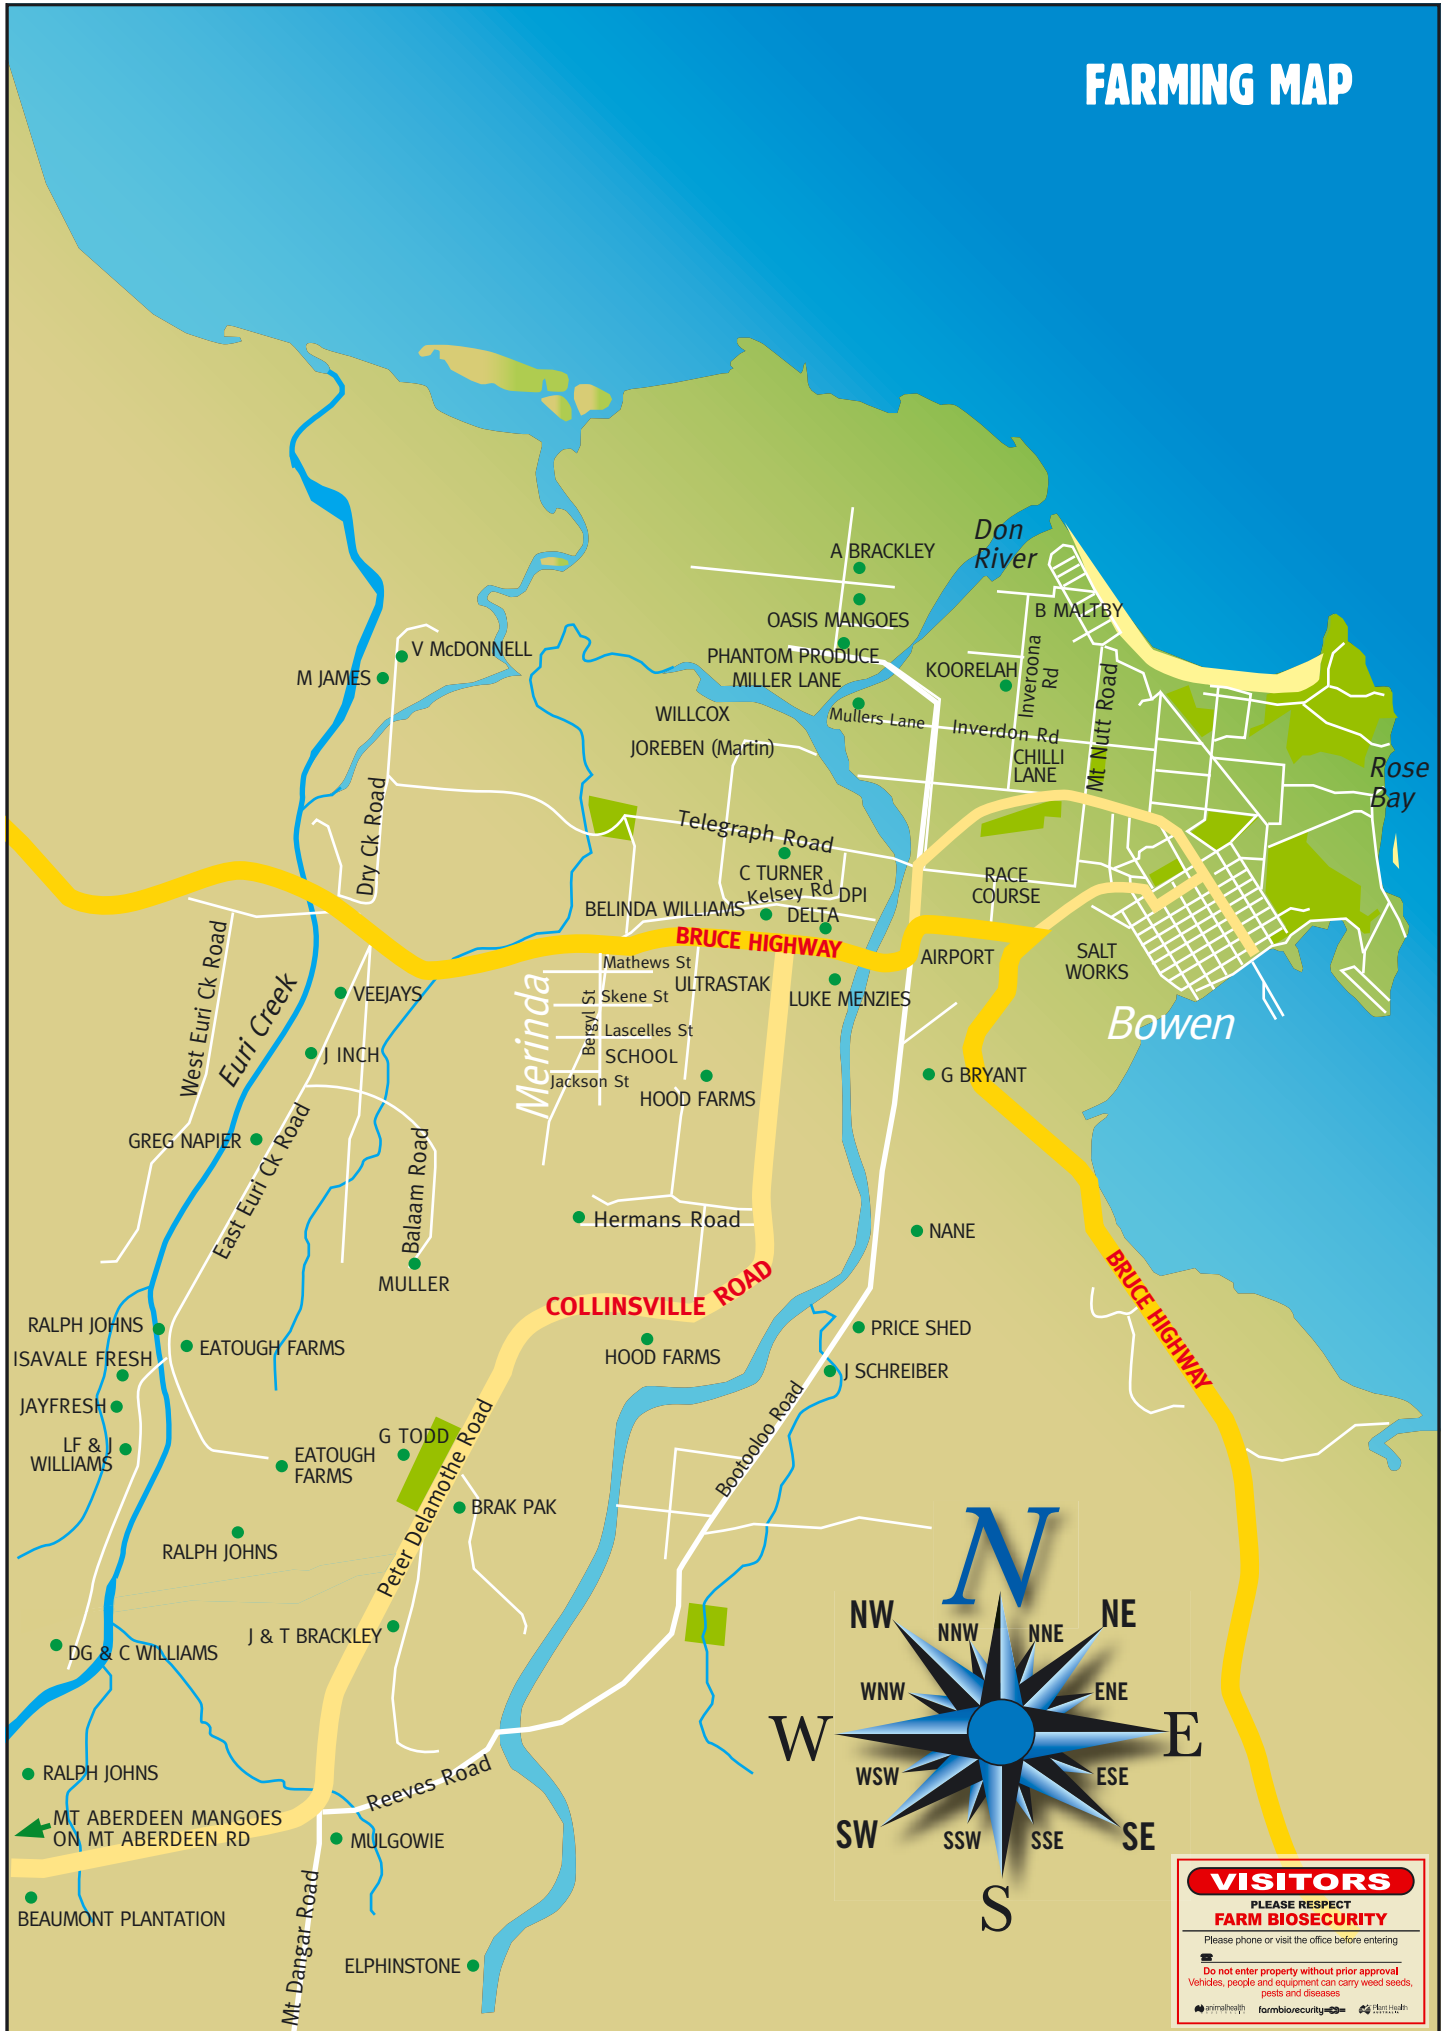 FARMING MAP
Don
River
A BRACKLEY
OASIS MANGOES
B MALTBY
PHANTOM PRODUCE
MILLER LANE
KOORELAH
Inveroona
Rd
V McDONNELL
M JAMES
WILLCOX
Mullers Lane
Inverdon Rd
Mt Nutt Road
JOREBEN (Martin)
CHILLI
LANE
Rose
Bay
Dry Ck Road
Telegraph Road
C TURNER
Kelsey Rd
DPI
RACE
COURSE
BELINDA WILLIAMS
DELTA
BRUCE HIGHWAY
AIRPORT
SALT
WORKS
West Euri Ck Road
Euri Creek
VEEJAYS
Merinda
Mathews St
ULTRASTAK
Skene St
Bergyl St
LUKE MENZIES
Lascelles St
Bowen
J INCH
SCHOOL
Jackson St
HOOD FARMS
G BRYANT
GREG NAPIER
East Euri Ck Road
Balaam Road
Hermans Road
NANE
MULLER
COLLINSVILLE ROAD
BRUCE HIGHWAY
RALPH JOHNS
EATOUGH FARMS
ISAVALE FRESH
HOOD FARMS
PRICE SHED
J SCHREIBER
JAYFRESH
LF & J
WILLIAMS
G TODD
EATOUGH
FARMS
Peter Delamothe Road
Bootooloo Road
BRAK PAK
RALPH JOHNS
J & T BRACKLEY
DG & C WILLIAMS
N
NW
NNW
NNE
NE
WNW
ENE
W
E
WSW
ESE
SW
SSW
SSE
SE
S
Reeves Road
RALPH JOHNS
MT ABERDEEN MANGOES
ON MT ABERDEEN RD
MULGOWIE
BEAUMONT PLANTATION
Mt Dangar Road
ELPHINSTONE
VISITORS
PLEASE RESPECT
FARM BIOSECURITY
Please phone or visit the office before entering
Do not enter property without prior approval
Vehicles, people and equipment can carry weed seeds,
pests and diseases
animalhealth
AUSTRALIA
farmbiosecurity
Plant Health
AUSTRALIA